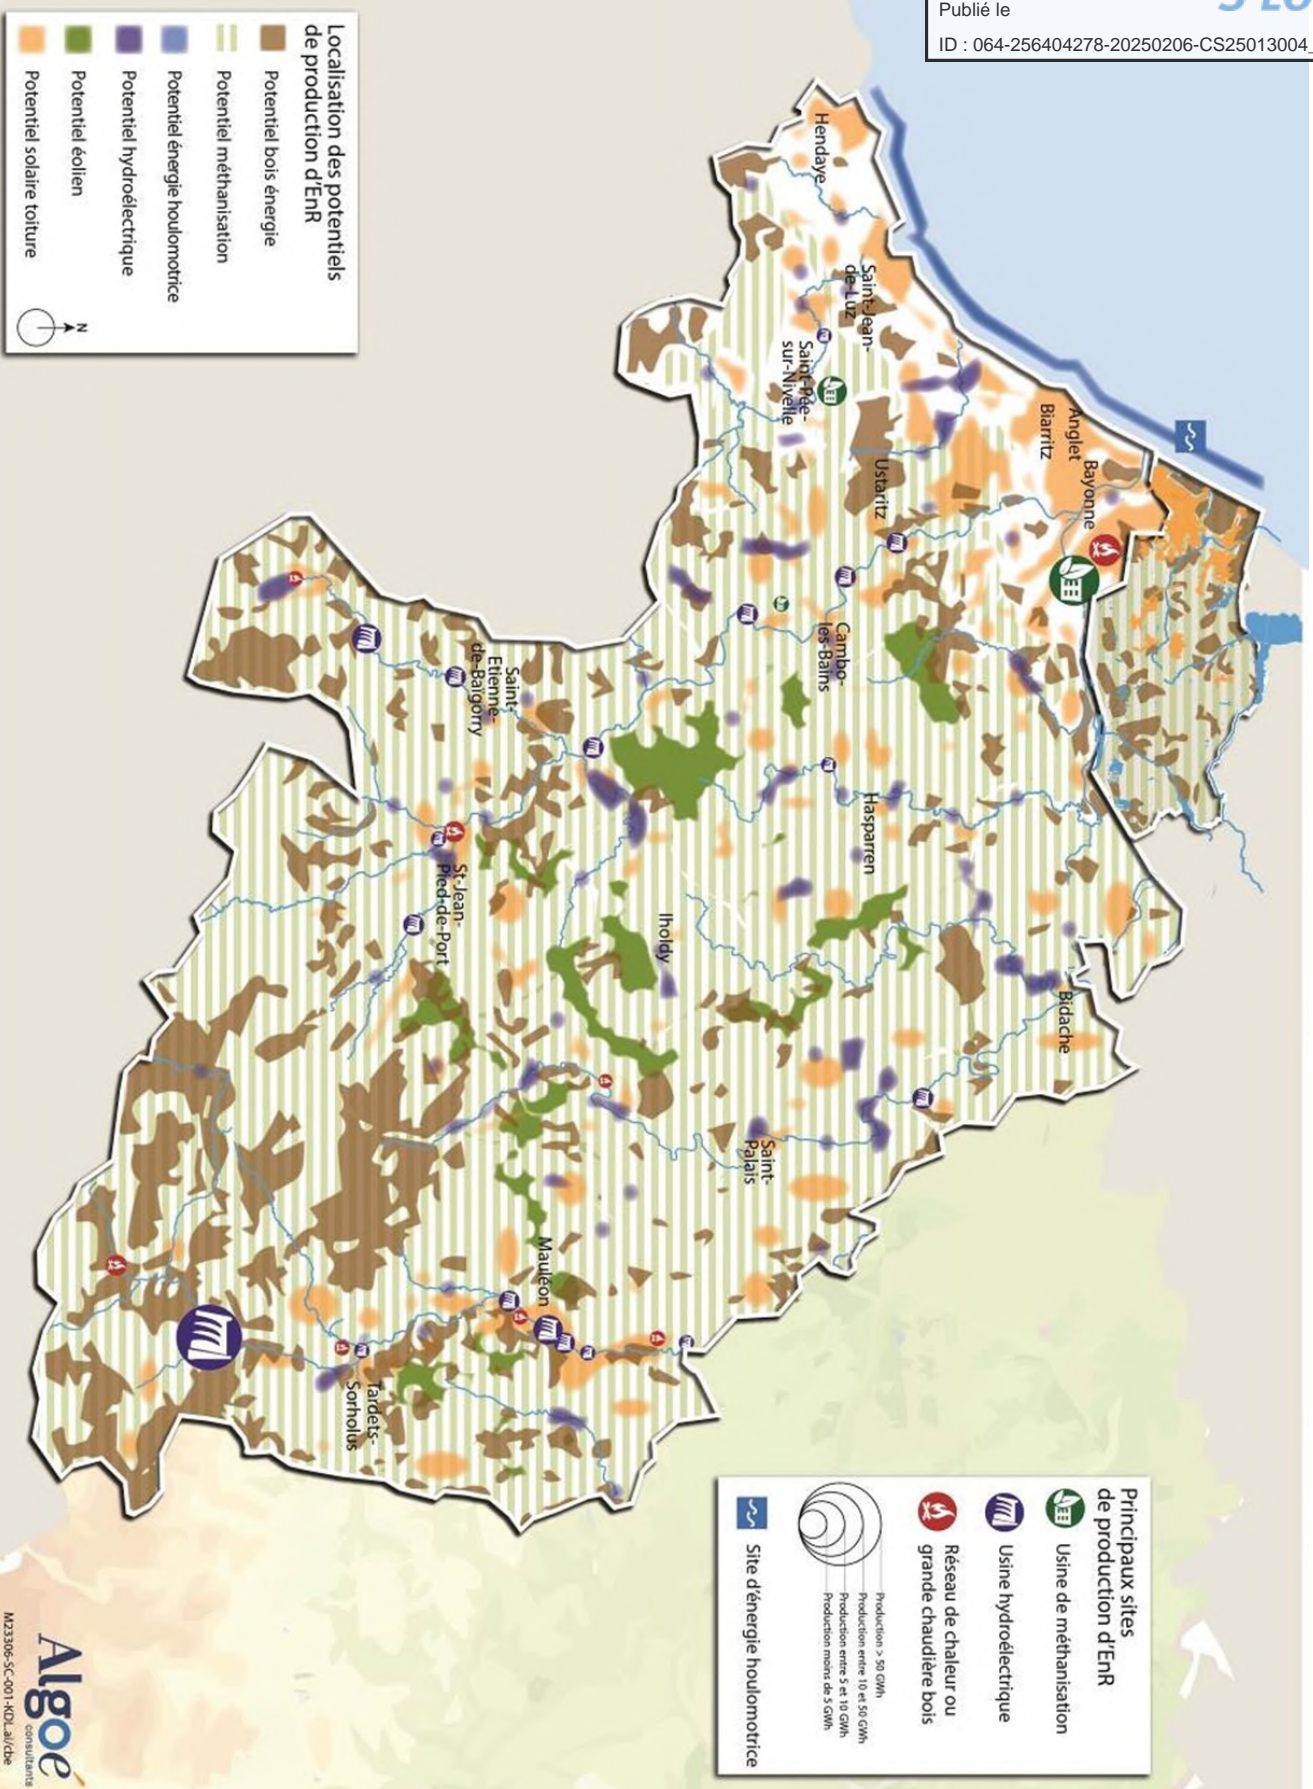 Publié le
ID : 064-256404278-20250206-CS25013004_
Localisation des potentiels
de production d'EnR
Potentiel bois énergie
Potentiel méthanisation
Potentiel énergie houlomotrice
Potentiel hydroélectrique
Potentiel éolien
Potentiel solaire toiture
N
Hendaye
Saint-Jean-
de-Luz
Saint-Pée-
sur-Nivelle
Biarritz
Anglet
Bayonne
Ustaritz
Cambo-
les-Bains
Saint-
Etienne-
de-Baïgorry
Hasparren
St-Jean-
Pied-de-Port
Iholdy
Bidache
Saint-
Palais
Mauléon
Tardets-
Sorholus
Principaux sites
de production d'EnR
Usine de méthanisation
Usine hydroélectrique
Réseau de chaleur ou
grande chaudière bois
Production > 50 GWh
Production entre 10 et 50 GWh
Production entre 5 et 10 GWh
Production moins de 5 GWh
Site d'énergie houlomotrice
Algoé
consultants
M23306-SC-001-KDL.ai/cbe